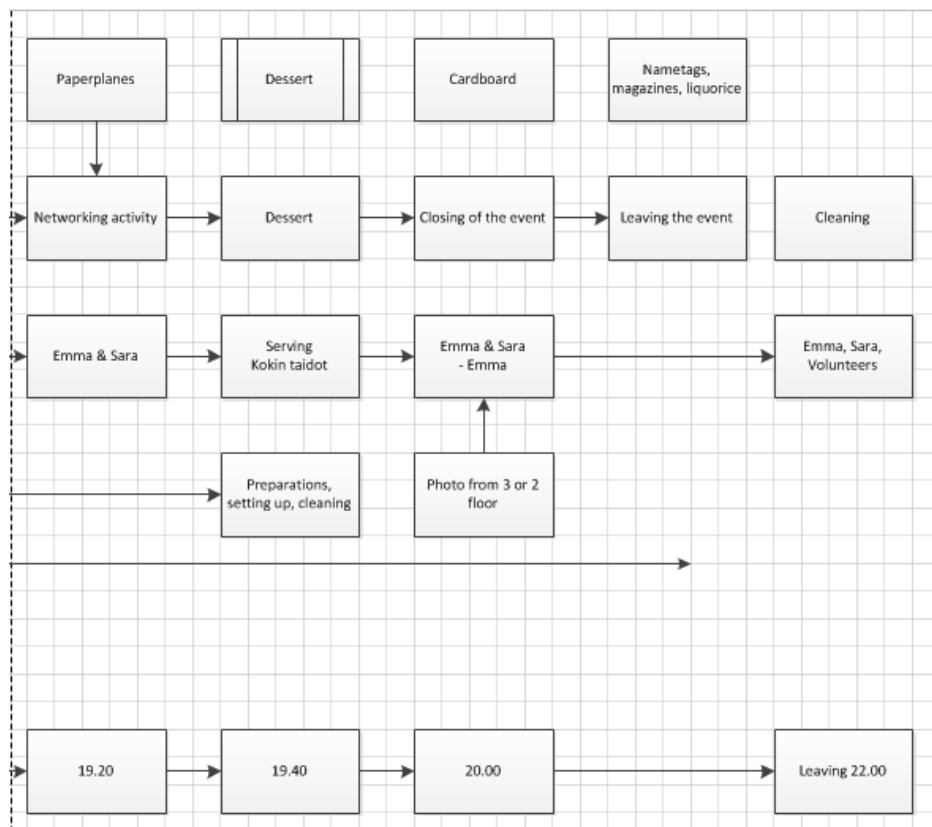 Paperplanes
Dessert
Cardboard
Nametags,
magazines, liquorice
Networking activity
Dessert
Closing of the event
Leaving the event
Cleaning
Emma & Sara
Serving
Kokin taidot
Emma & Sara
- Emma
Emma, Sara,
Volunteers
Preparations,
setting up, cleaning
Photo from 3 or 2
floor
19.20
19.40
20.00
Leaving 22.00